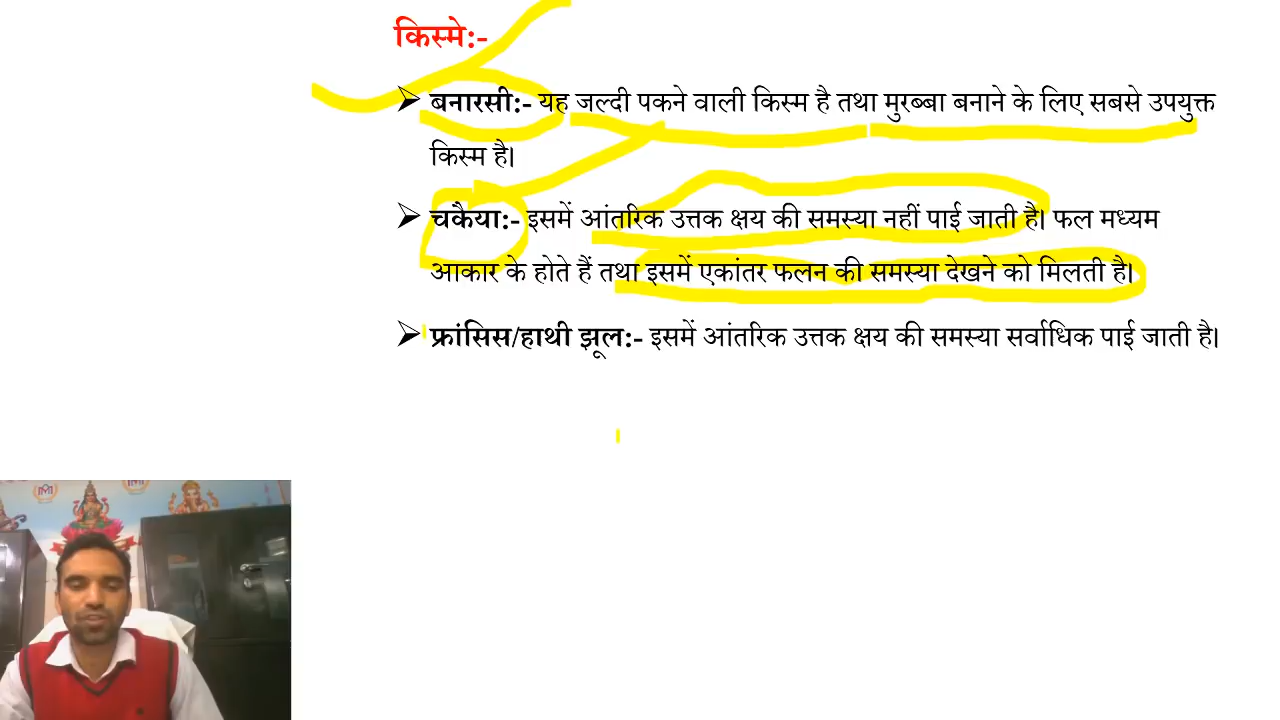 किस्मे:-
➤ बनारसी:- यह जल्दी पकने वाली किस्म है तथा मुरब्बा बनाने के लिए सबसे उपयुक्त
किस्म है।
➤ चकैया:- इसमें आंतरिक उत्तक क्षय की समस्या नहीं पाई जाती है। फल मध्यम
आकार के होते हैं तथा इसमें एकांतर फलन की समस्या देखने को मिलती है।
➤ फ्रांसिस/हाथी झूल:- इसमें आंतरिक उत्तक क्षय की समस्या सर्वाधिक पाई जाती है।